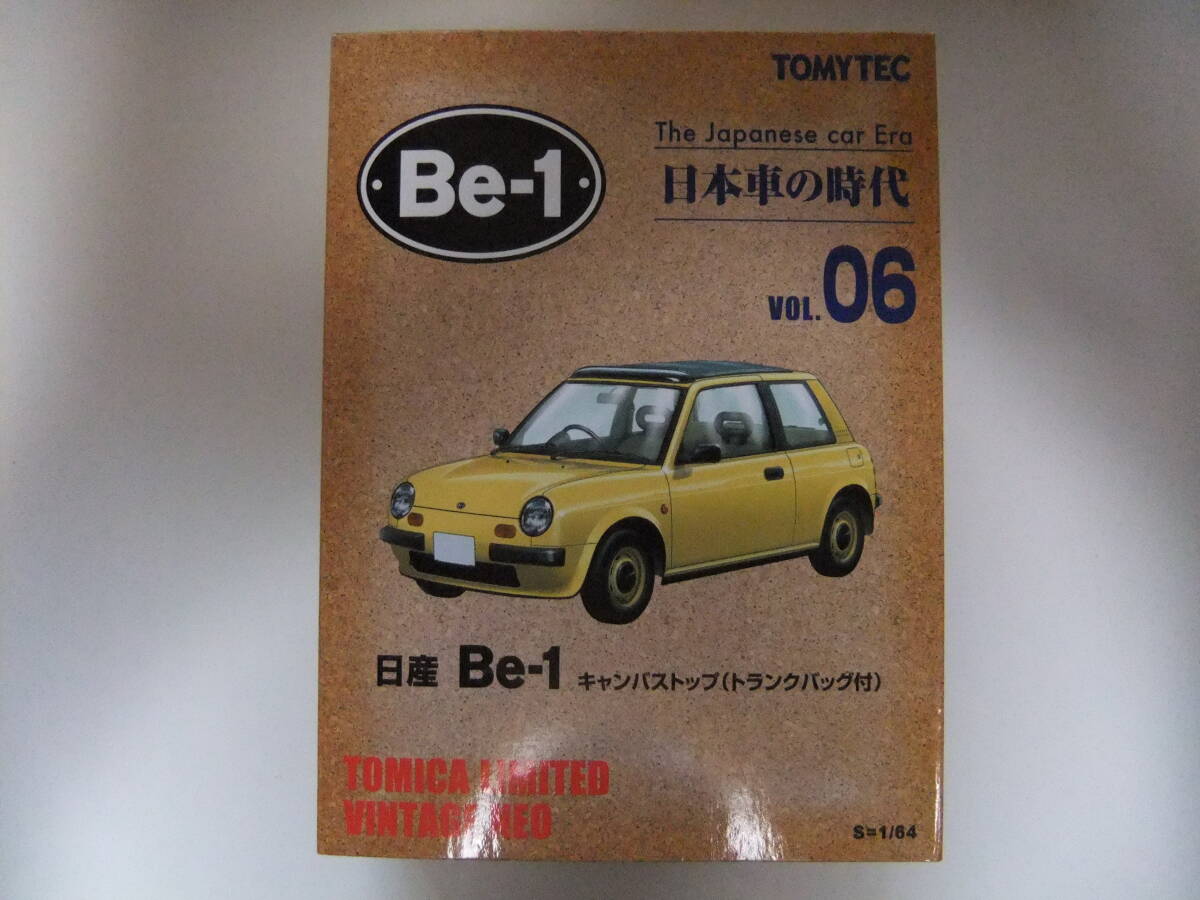 TOMYTEC
Be-1
The Japanese car Era
日本車の時代
VOL.06
日産 Be-1 キャンバストップ(トランクバッグ付)
TOMICA LIMITED
VINTAGE NEO
S=1/64